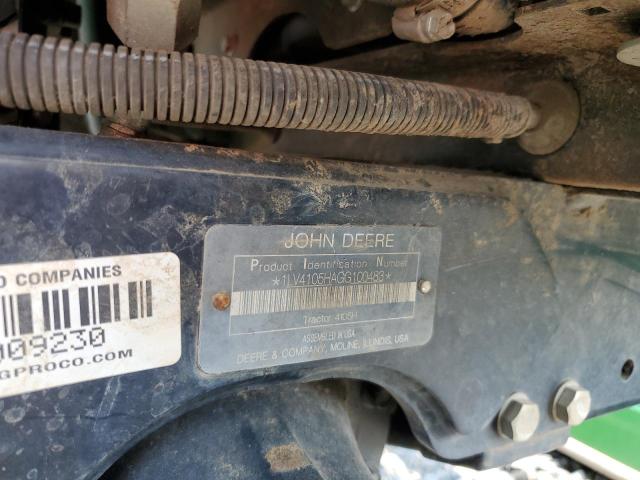 JOHN DEERE
Product Identification Number
*1LV4105HAGG100483*
Tractor 4105H
ASSEMBLED IN USA
DEERE & COMPANY, MOLINE, ILLINOIS, USA
O COMPANIES
09230
GPROCO.COM